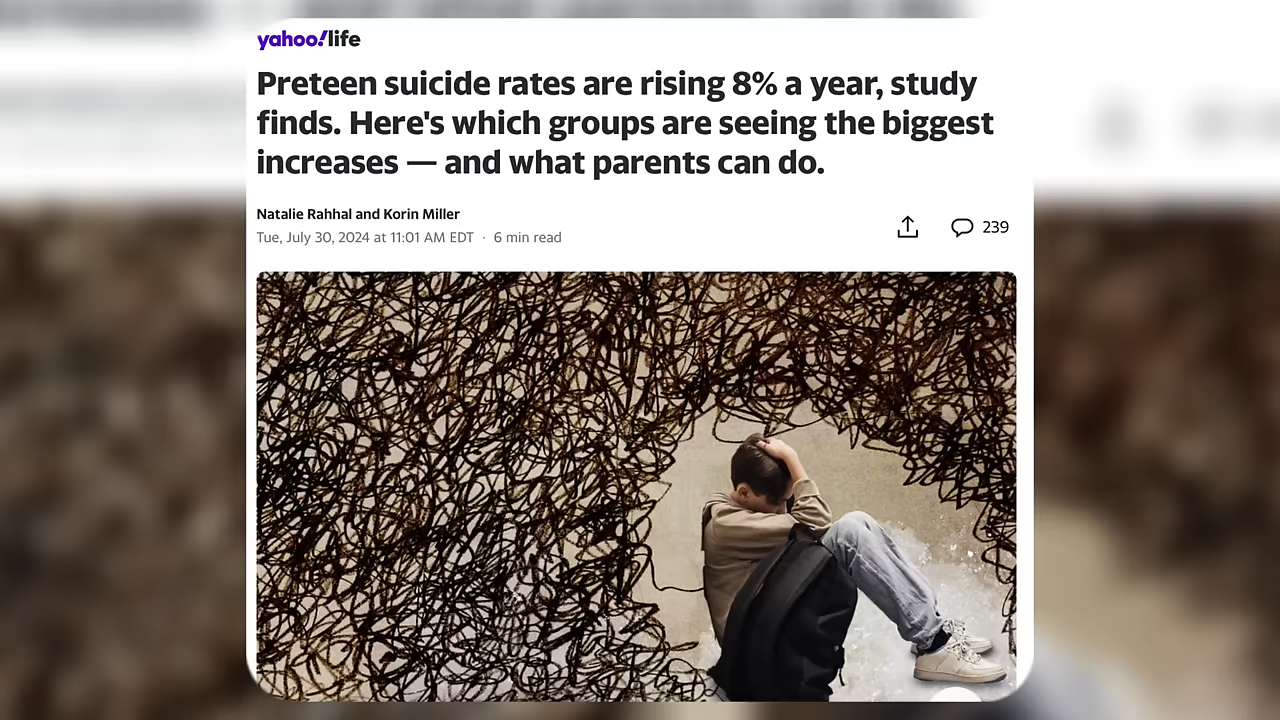 yahoo!life
Preteen suicide rates are rising 8% a year, study
finds. Here's which groups are seeing the biggest
increases — and what parents can do.
Natalie Rahhal and Korin Miller
Tue, July 30, 2024 at 11:01 AM EDT · 6 min read
239